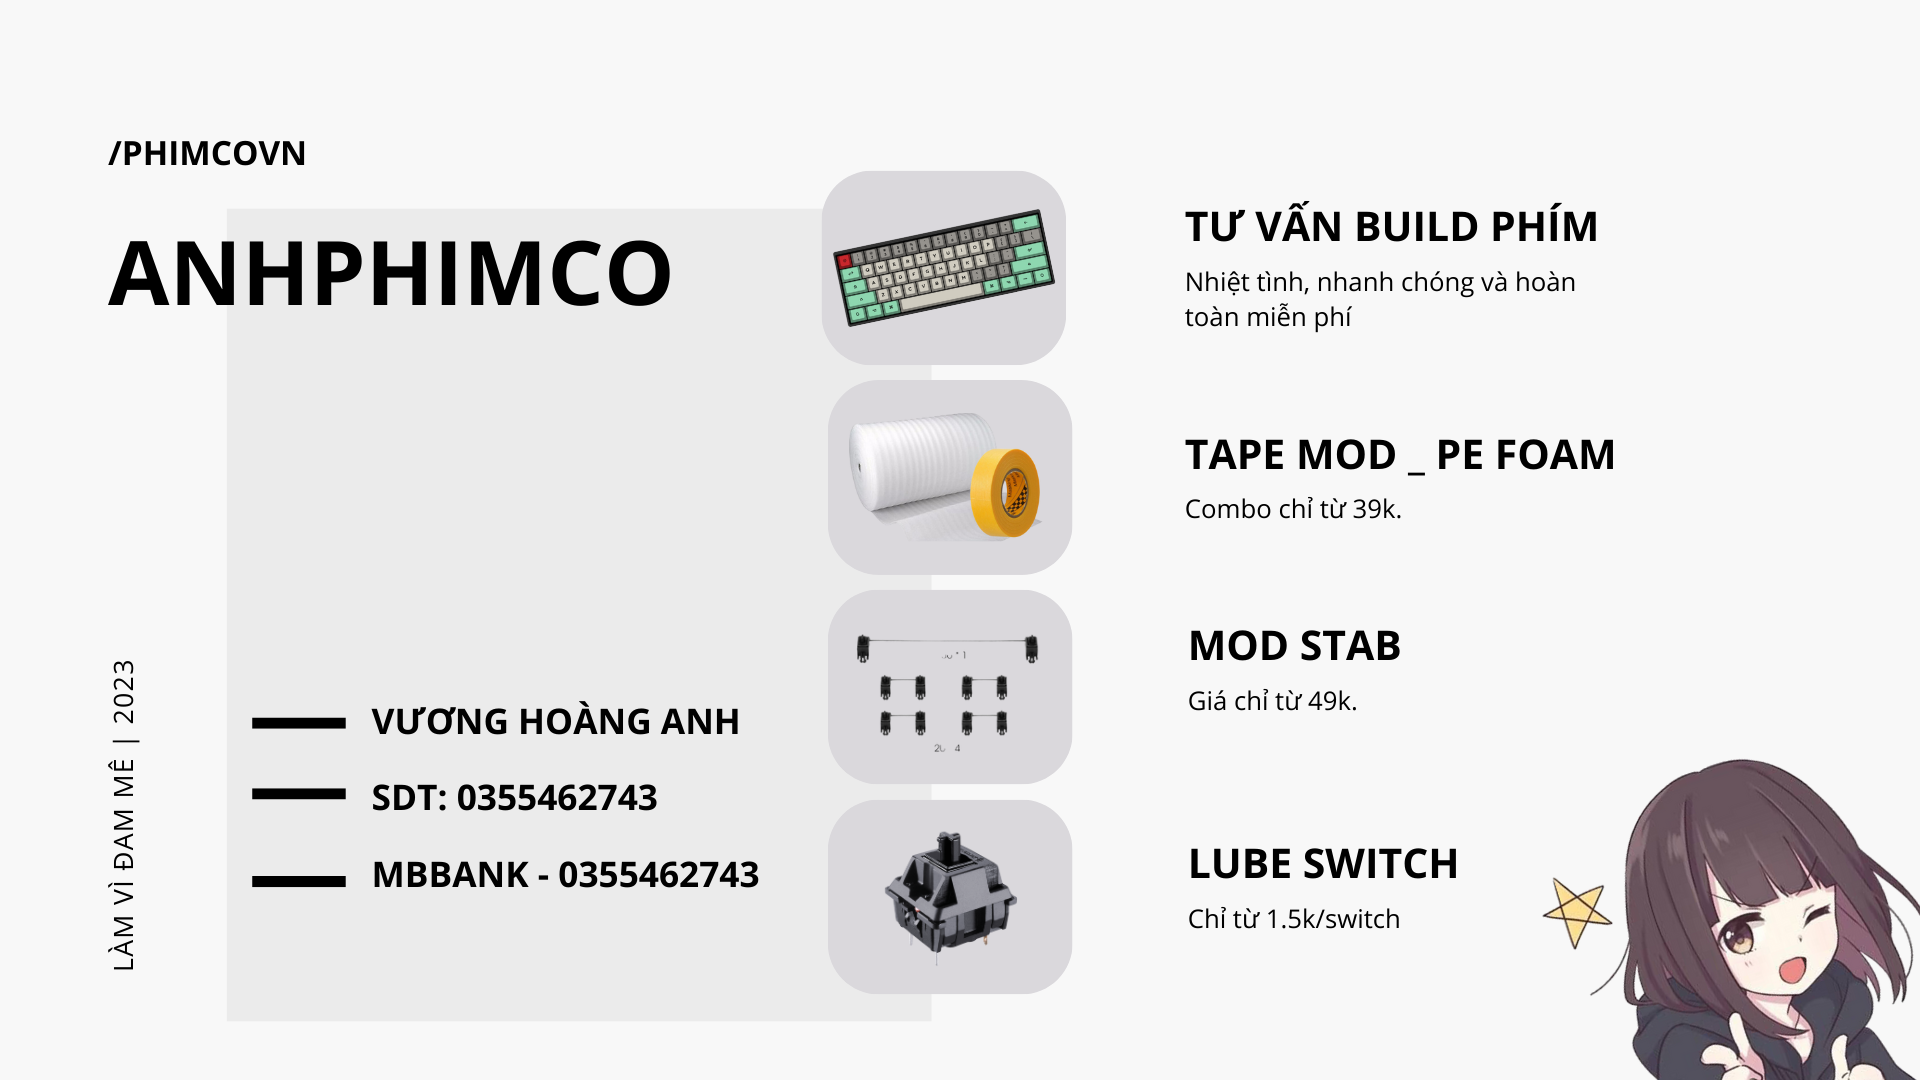 /PHIMCOVN
ANHPHIMCO
LÀM VÌ ĐAM MÊ | 2023
VƯƠNG HOÀNG ANH
SDT: 0355462743
MBBANK - 0355462743
TƯ VẤN BUILD PHÍM
Nhiệt tình, nhanh chóng và hoàn
toàn miễn phí
TAPE MOD _ PE FOAM
Combo chỉ từ 39k.
MOD STAB
Giá chỉ từ 49k.
LUBE SWITCH
Chỉ từ 1.5k/switch